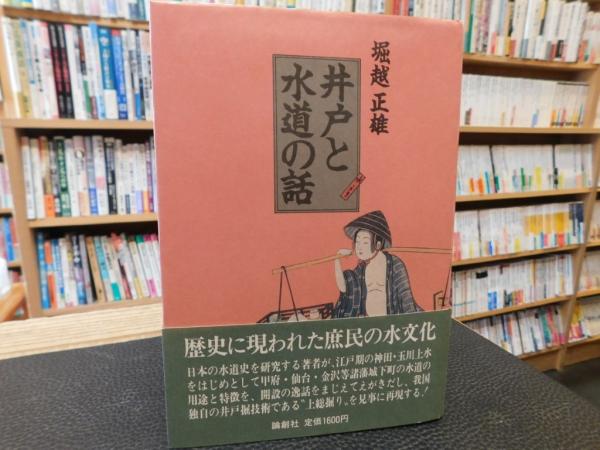 堀越正雄
井戸と
水道の話
歴史に現われた庶民の水文化
日本の水道史を研究する著者が、江戸期の神田・玉川上水
をはじめとして甲府・仙台・金沢等諸藩城下町の水道の
用途と特徴を、開設の逸話をまじえてえがきだし、我国
独自の井戸掘技術である〝上総掘り〟を見事に再現する!
論創社 定価1600円